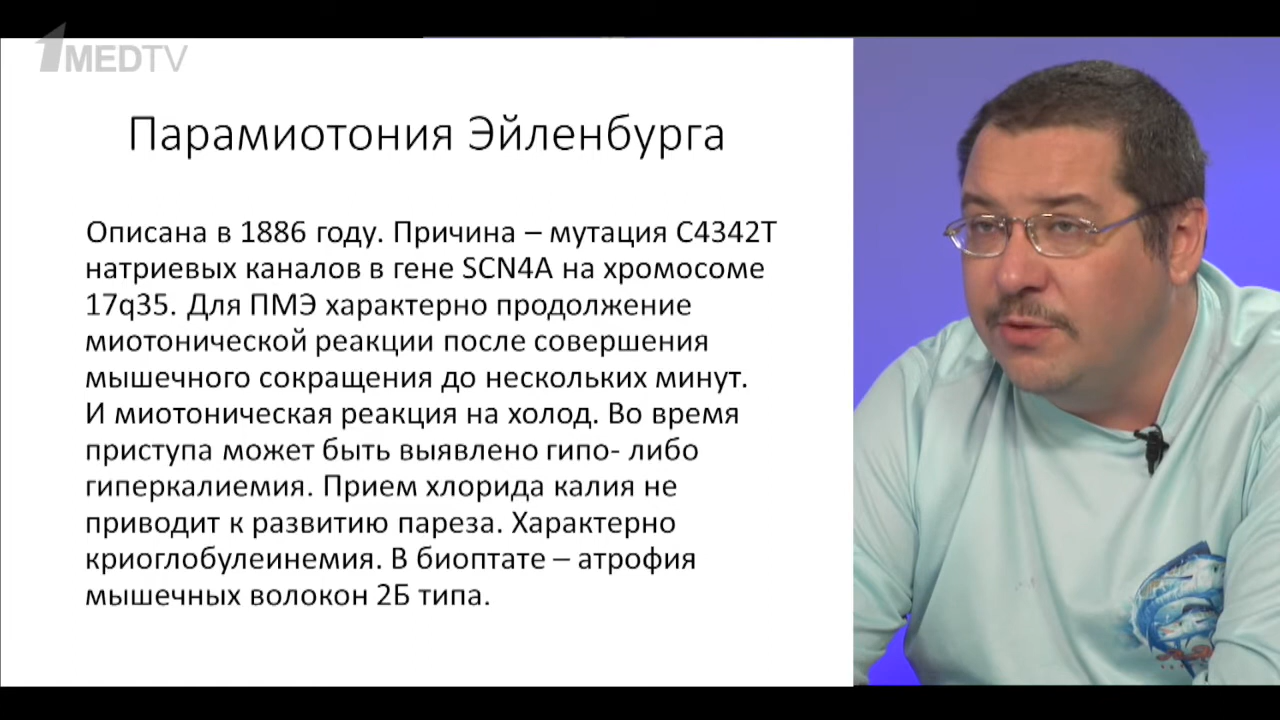 1MEDTV
Парамиотония Эйленбурга
Описана в 1886 году. Причина – мутация C4342T
натриевых каналов в гене SCN4A на хромосоме
17q35. Для ПМЭ характерно продолжение
миотонической реакции после совершения
мышечного сокращения до нескольких минут.
И миотоническая реакция на холод. Во время
приступа может быть выявлено гипо- либо
гиперкалиемия. Прием хлорида калия не
приводит к развитию пареза. Характерно
криоглобулеинемия. В биоптате – атрофия
мышечных волокон 2Б типа.